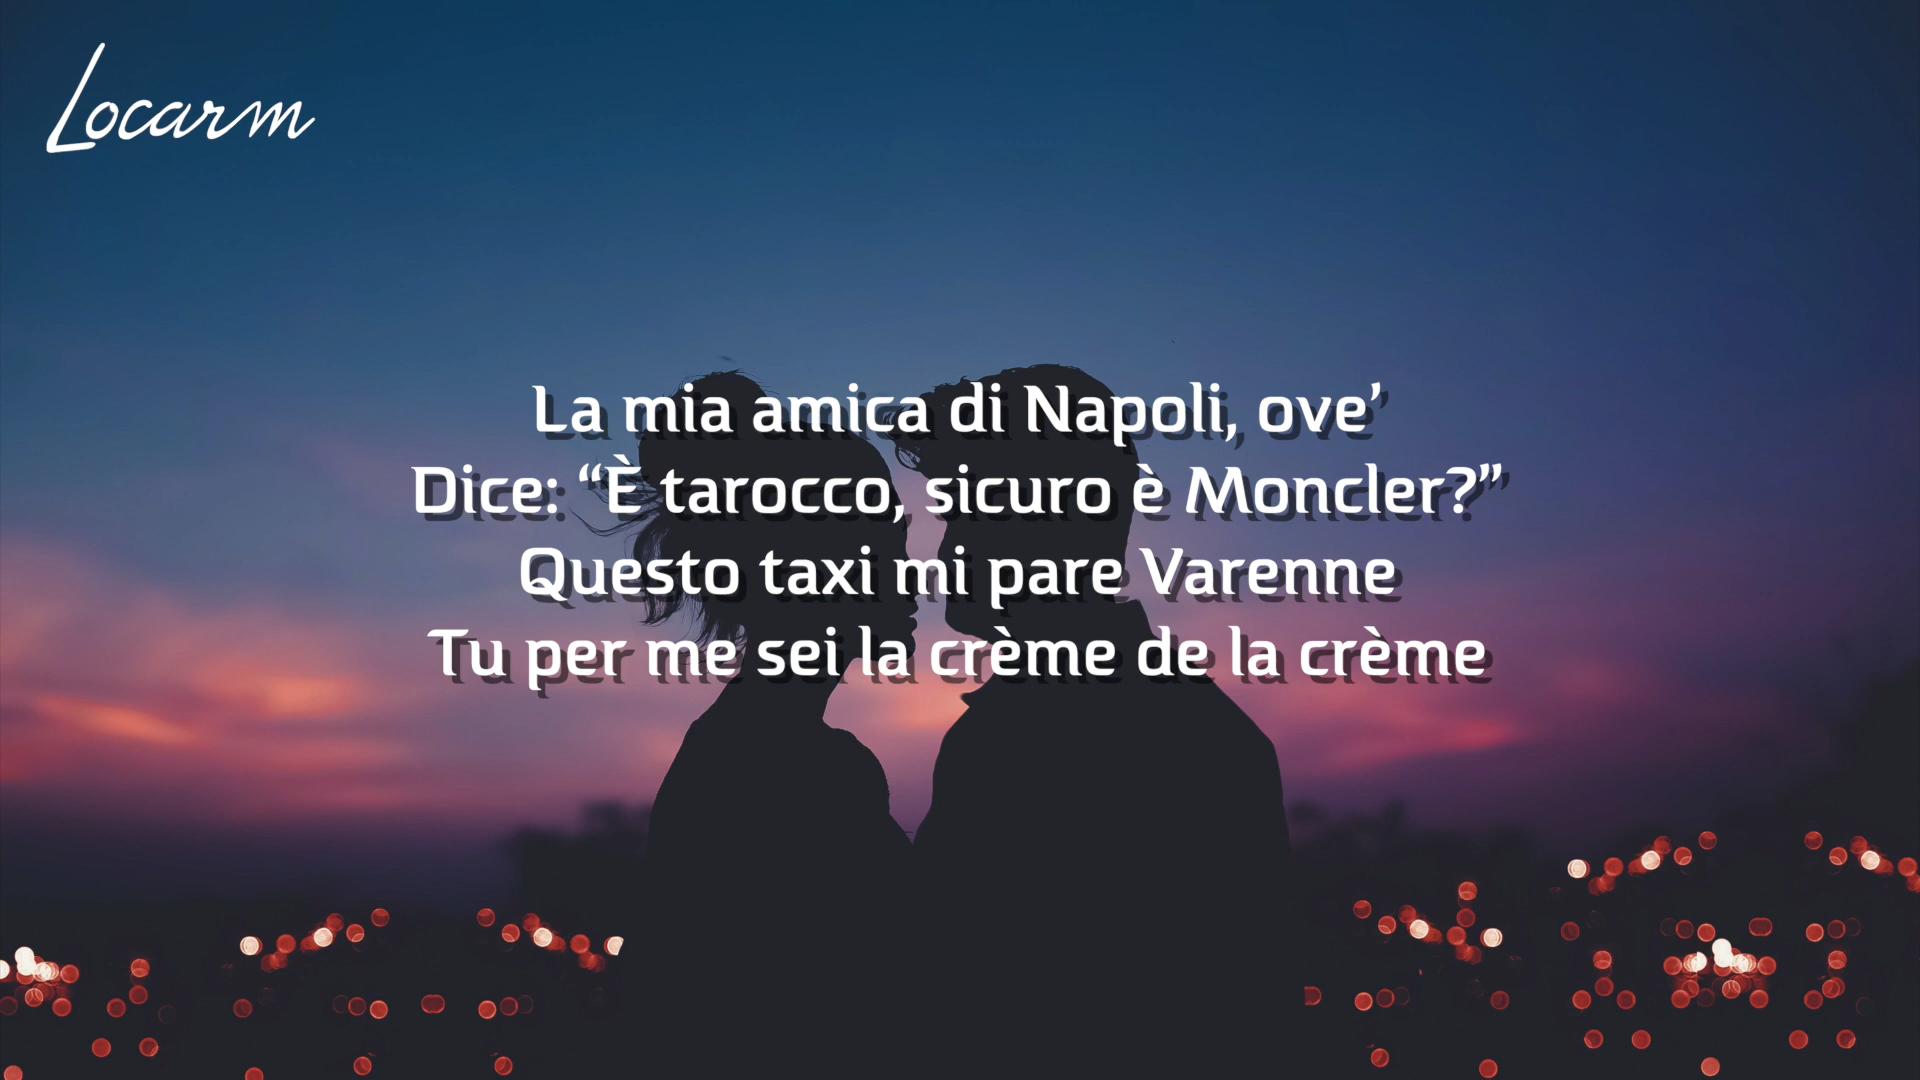 Locarm
La mia amica di Napoli, ove’
Dice: “È tarocco, sicuro è Moncler?”
Questo taxi mi pare Varenne
Tu per me sei la crème de la crème